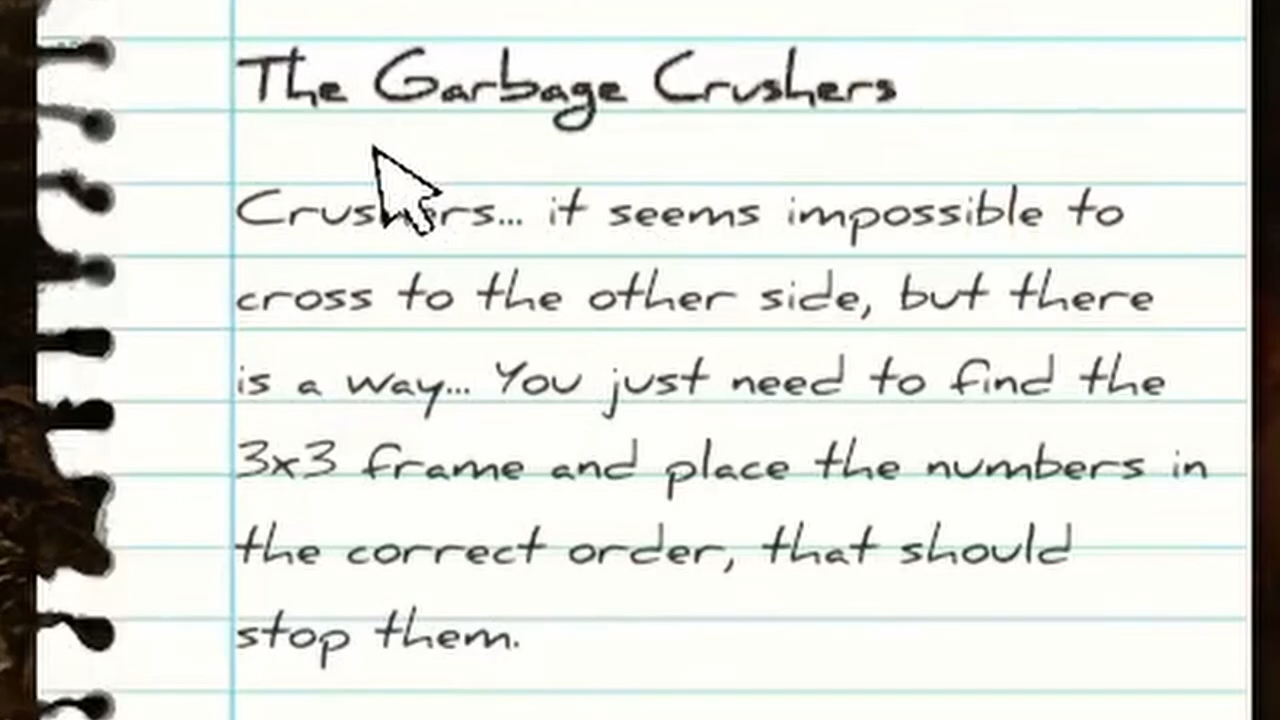 The Garbage Crushers
Crushers... it seems impossible to
cross to the other side, but there
is a way... You just need to find the
3x3 frame and place the numbers in
the correct order, that should
stop them.